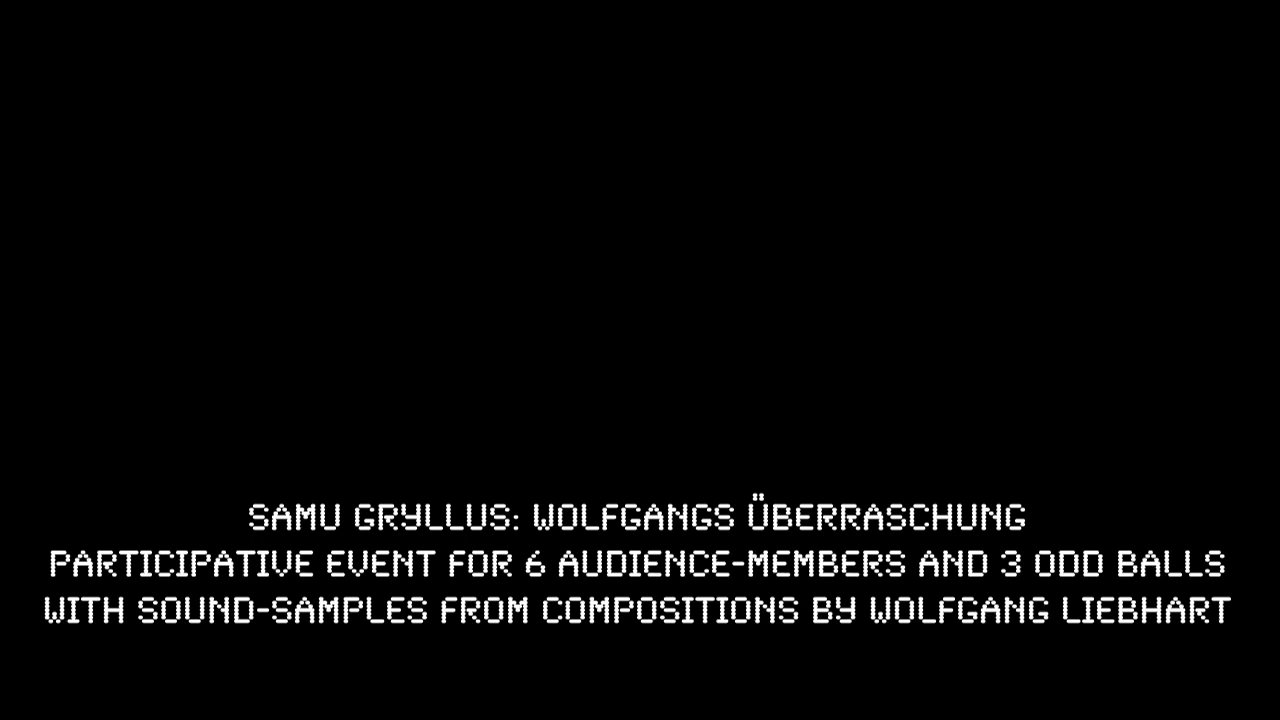 SAMU GRYLLUS: WOLFGANGS ÜBERRASCHUNG
PARTICIPATIVE EVENT FOR 6 AUDIENCE-MEMBERS AND 3 ODD BALLS
WITH SOUND-SAMPLES FROM COMPOSITIONS BY WOLFGANG LIEBHART